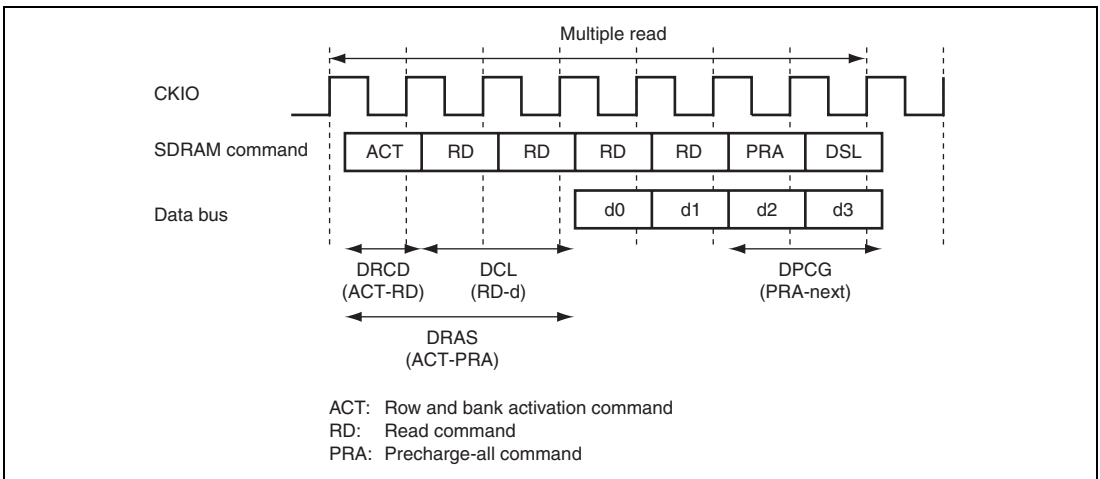 Multiple read
CKIO
SDRAM command ACT RD RD RD RD PRA DSL
Data bus d0 d1 d2 d3
DRCD DCL DPCG
(ACT-RD) (RD-d) (PRA-next)
DRAS
(ACT-PRA)
ACT: Row and bank activation command
RD: Read command
PRA: Precharge-all command